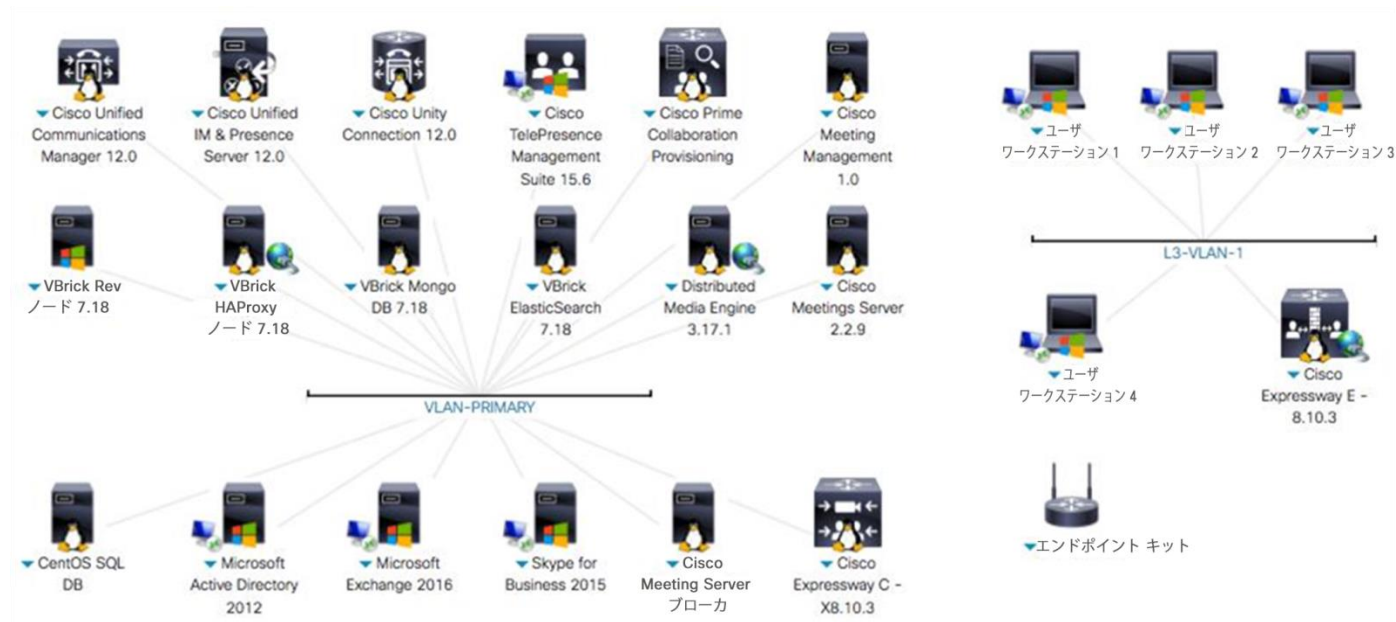 Cisco Unified
Communications
Manager 12.0
Cisco Unified
IM & Presence
Server 12.0
Cisco Unity
Connection 12.0
Cisco
TelePresence
Management
Suite 15.6
Cisco Prime
Collaboration
Provisioning
Cisco
Meeting
Management
1.0
ユーザ
ワークステーション 1
ユーザ
ワークステーション 2
ユーザ
ワークステーション 3
VBrick Rev
ノード 7.18
VBrick
HAProxy
ノード 7.18
VBrick Mongo
DB 7.18
VBrick
ElasticSearch
7.18
Distributed
Media Engine
3.17.1
Cisco
Meetings Server
2.2.9
L3-VLAN-1
ユーザ
ワークステーション 4
Cisco
Expressway E -
8.10.3
VLAN-PRIMARY
CentOS SQL
DB
Microsoft
Active Directory
2012
Microsoft
Exchange 2016
Skype for
Business 2015
Cisco
Meeting Server
ブローカ
Cisco
Expressway C -
X8.10.3
エンドポイント キット